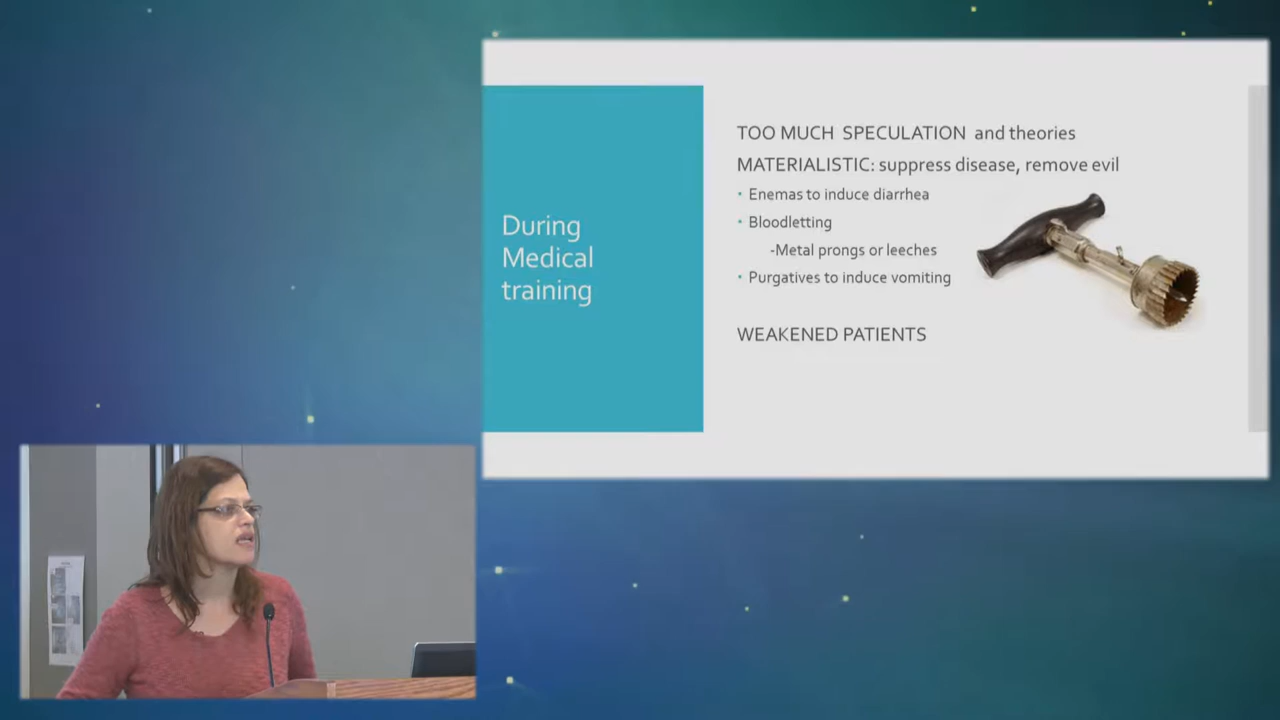 During
Medical
training
TOO MUCH SPECULATION and theories
MATERIALISTIC: suppress disease, remove evil
• Enemas to induce diarrhea
• Bloodletting
-Metal prongs or leeches
• Purgatives to induce vomiting
WEAKENED PATIENTS